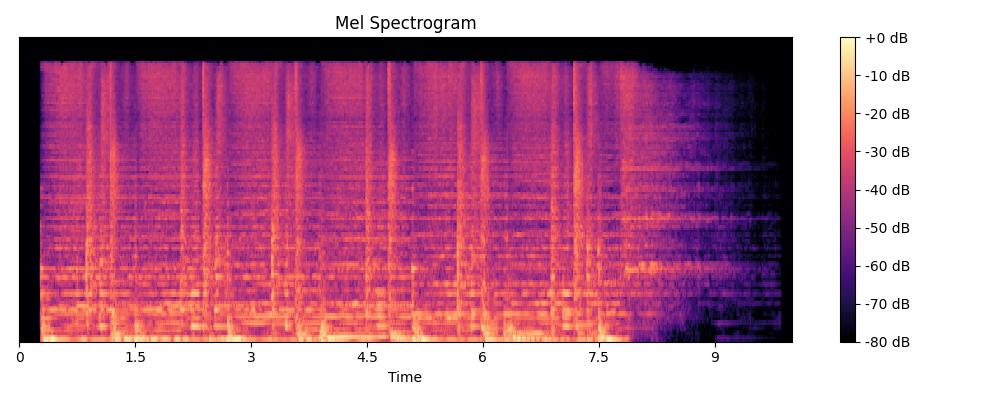 Mel Spectrogram
+0 dB
-10 dB
-20 dB
-30 dB
-40 dB
-50 dB
-60 dB
-70 dB
-80 dB
0 1.5 3 4.5 6 7.5 9
Time